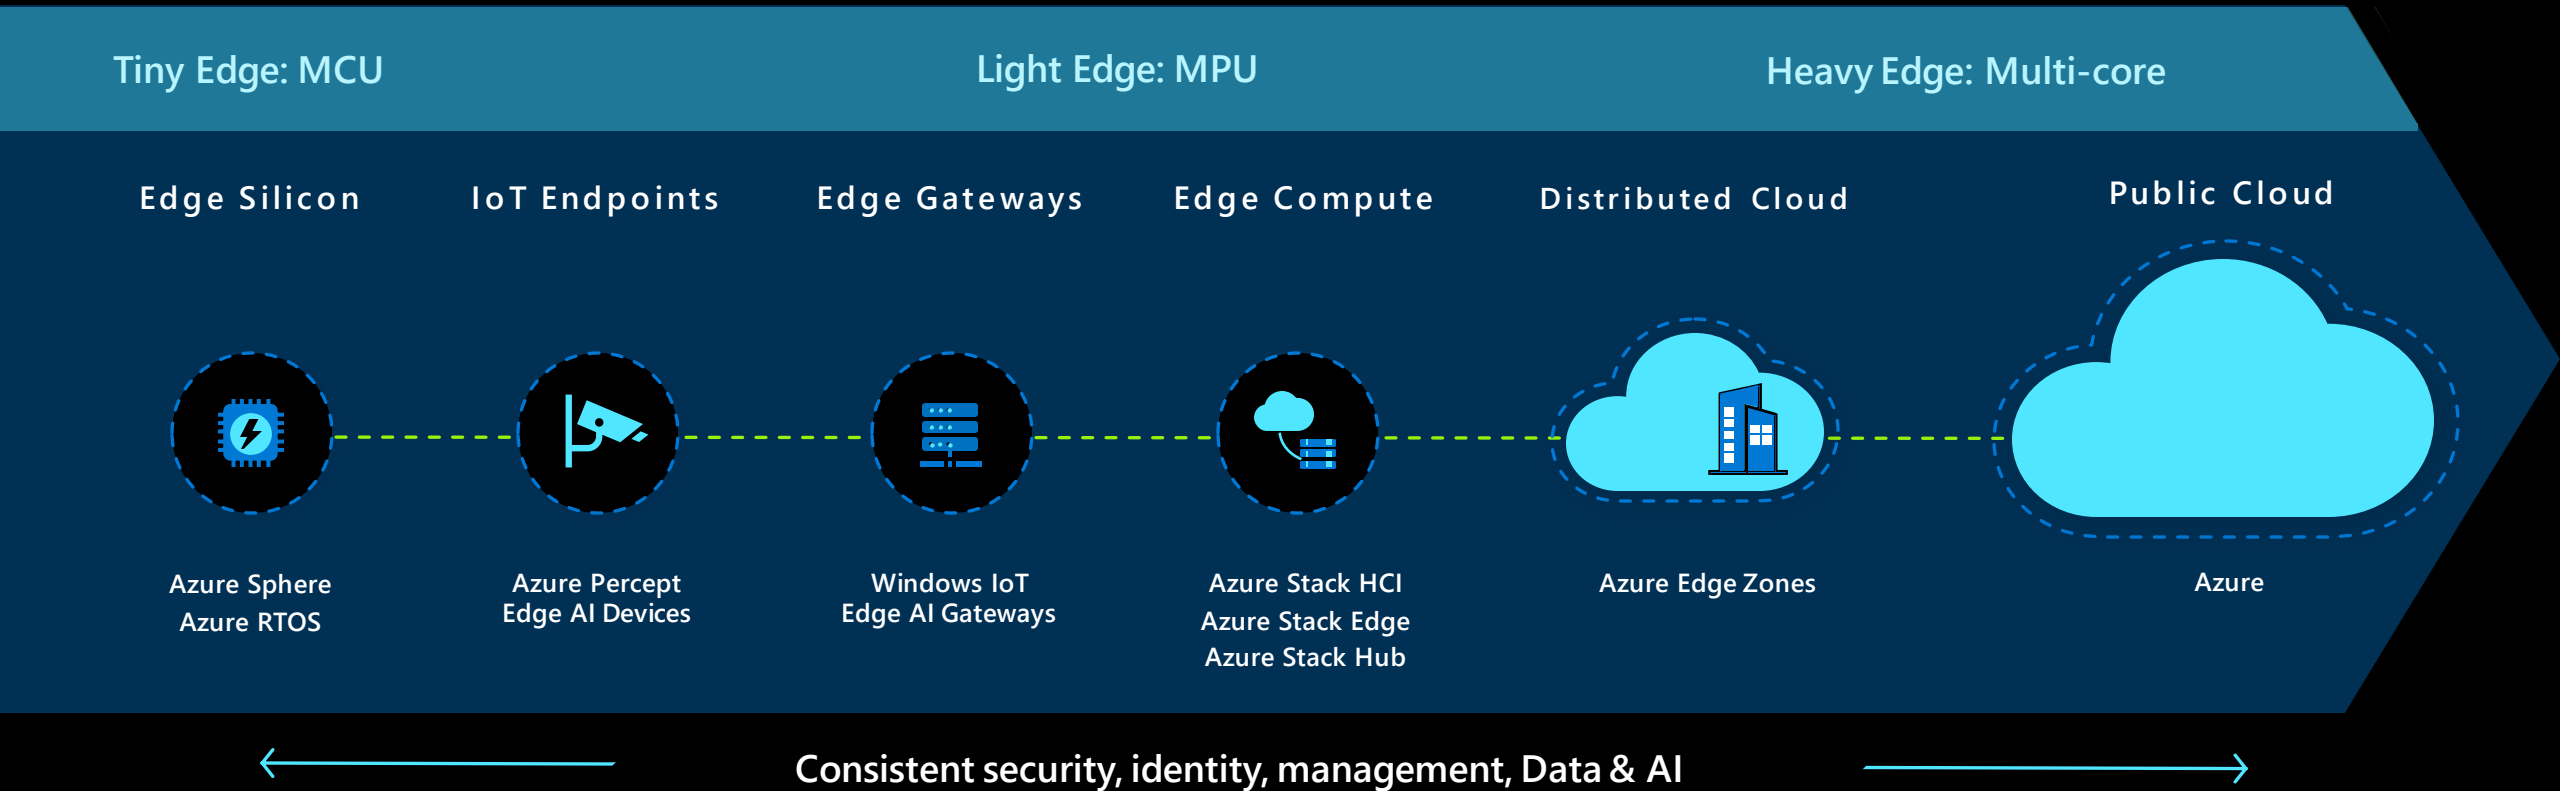 Tiny Edge: MCU
Light Edge: MPU
Heavy Edge: Multi-core
Edge Silicon
IoT Endpoints
Edge Gateways
Edge Compute
Distributed Cloud
Public Cloud
Azure Sphere
Azure RTOS
Azure Percept
Edge AI Devices
Windows IoT
Edge AI Gateways
Azure Stack HCI
Azure Stack Edge
Azure Stack Hub
Azure Edge Zones
Azure
Consistent security, identity, management, Data & AI